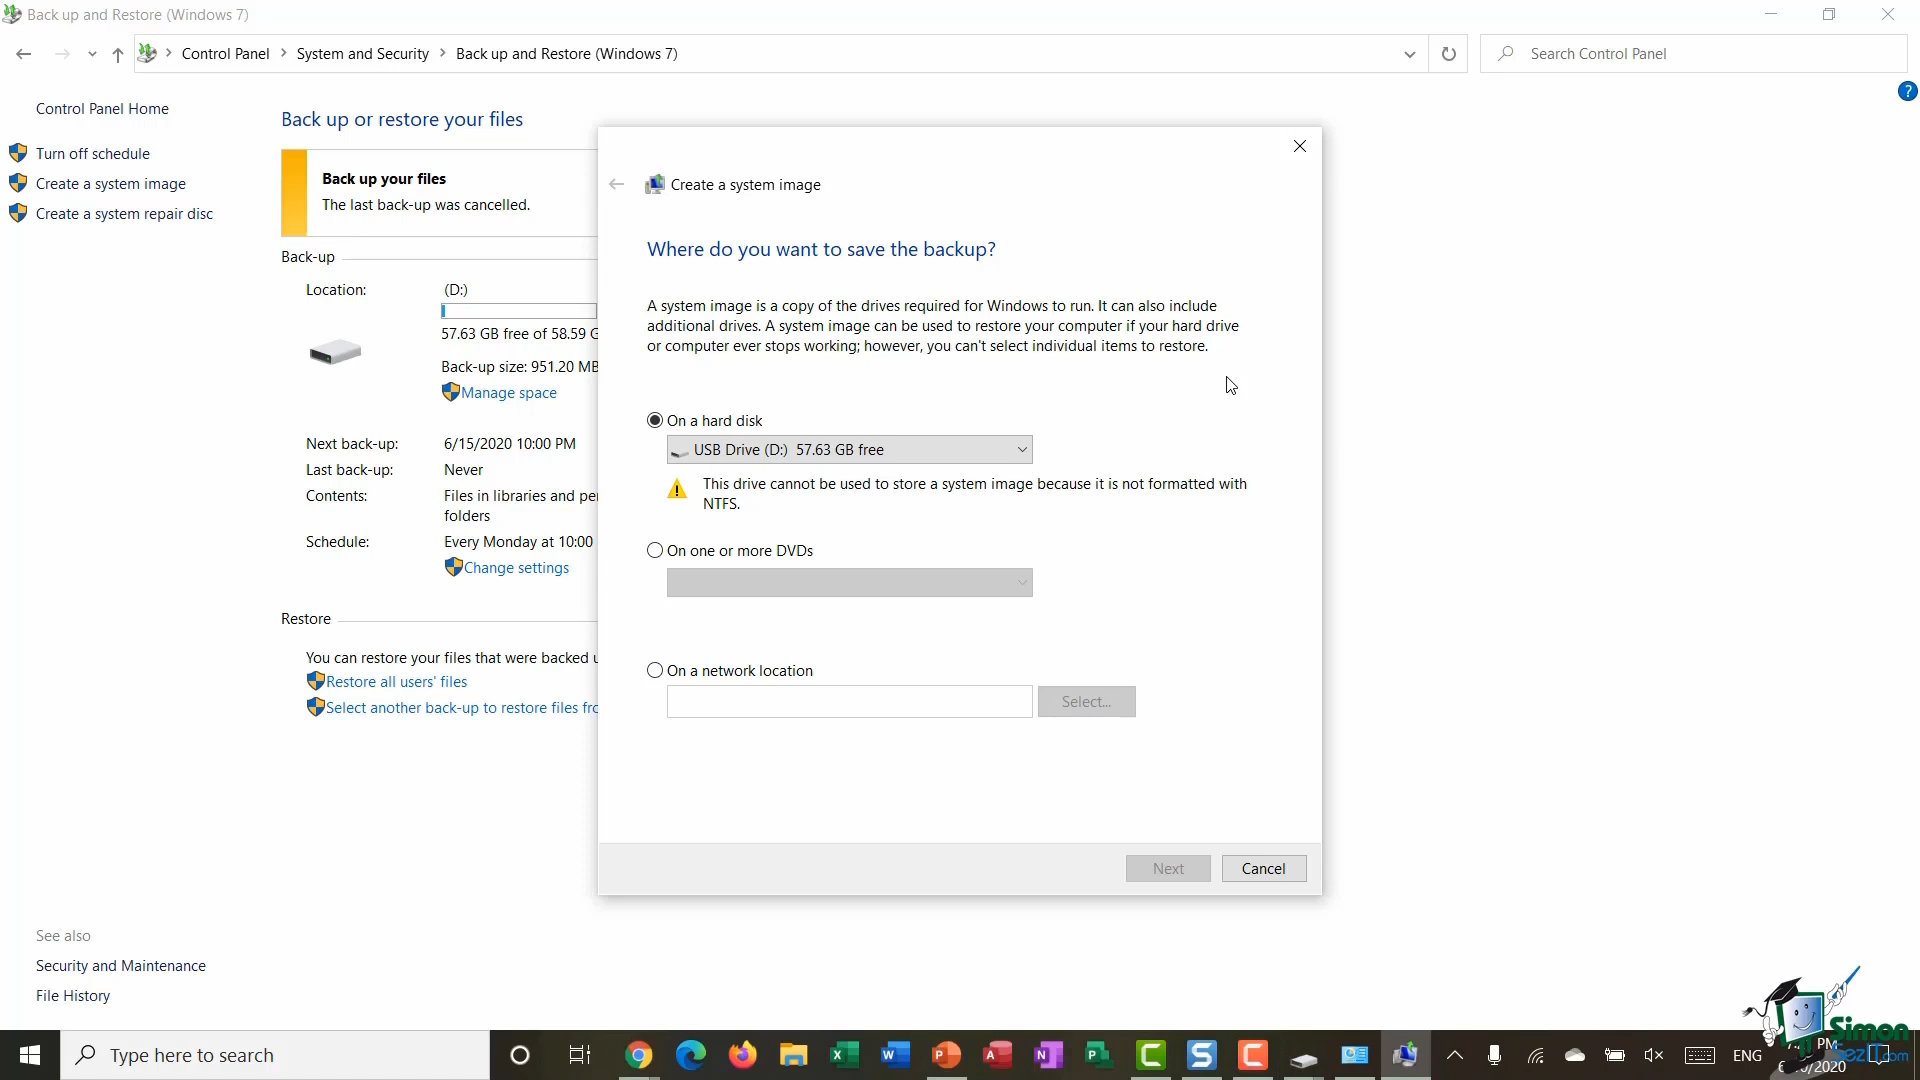 Back up and Restore (Windows 7)
Control Panel
System and Security
Back up and Restore (Windows 7)
Search Control Panel
?
Control Panel Home
Turn off schedule
Create a system image
Create a system repair disc
Back up or restore your files
Back up your files
The last back-up was cancelled.
Back-up
Location:
(D:)
57.63 GB free of 58.59 G
Back-up size: 951.20 MB
Manage space
Next back-up:
6/15/2020 10:00 PM
Last back-up:
Never
Contents:
Files in libraries and per
folders
Schedule:
Every Monday at 10:00
Change settings
Restore
You can restore your files that were backed u
Restore all users' files
Select another back-up to restore files fro
See also
Security and Maintenance
File History
Create a system image
Where do you want to save the backup?
A system image is a copy of the drives required for Windows to run. It can also include
additional drives. A system image can be used to restore your computer if your hard drive
or computer ever stops working; however, you can't select individual items to restore.
On a hard disk
USB Drive (D:) 57.63 GB free
This drive cannot be used to store a system image because it is not formatted with
NTFS.
On one or more DVDs
On a network location
Select...
Next
Cancel
Type here to search
ENG
PM
Simon
SezIT.com